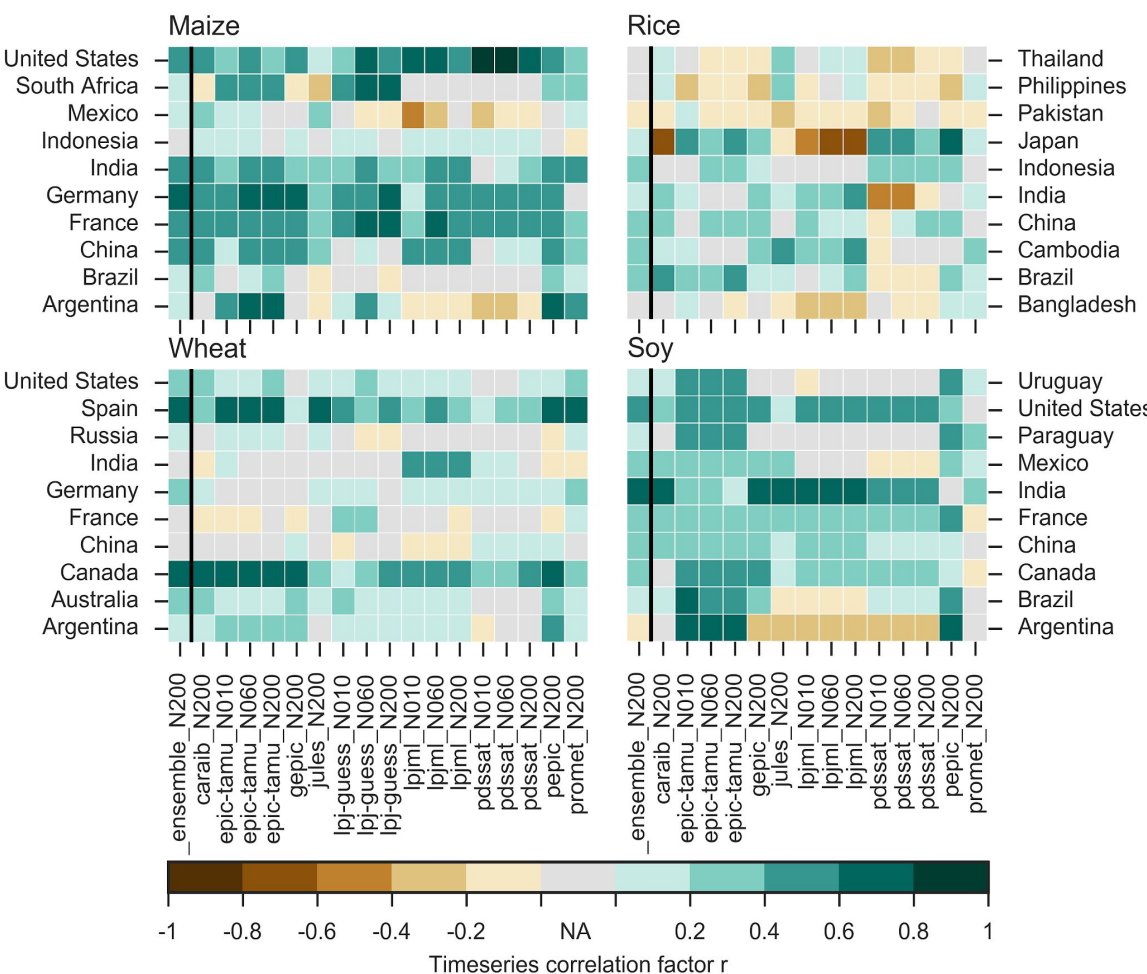 Maize
Rice
United States
South Africa
Mexico
Indonesia
India
Germany
France
China
Brazil
Argentina
Thailand
Philippines
Pakistan
Japan
Indonesia
India
China
Cambodia
Brazil
Bangladesh
Wheat
Soy
United States
Spain
Russia
India
Germany
France
China
Canada
Australia
Argentina
Uruguay
United States
Paraguay
Mexico
India
France
China
Canada
Brazil
Argentina
_ensemble_N200
caraib_N200
epic-tamu_N010
epic-tamu_N060
epic-tamu_N200
gepic_N200
jules_N200
lpj-guess_N010
lpj-guess_N060
lpj-guess_N200
lpjml_N010
lpjml_N060
lpjml_N200
pdssat_N010
pdssat_N060
pdssat_N200
pepic_N200
promet_N200
_ensemble_N200
caraib_N200
epic-tamu_N010
epic-tamu_N060
epic-tamu_N200
gepic_N200
jules_N200
lpjml_N010
lpjml_N060
lpjml_N200
pdssat_N010
pdssat_N060
pdssat_N200
pepic_N200
promet_N200
-1 -0.8 -0.6 -0.4 -0.2 NA 0.2 0.4 0.6 0.8 1
Timeseries correlation factor r